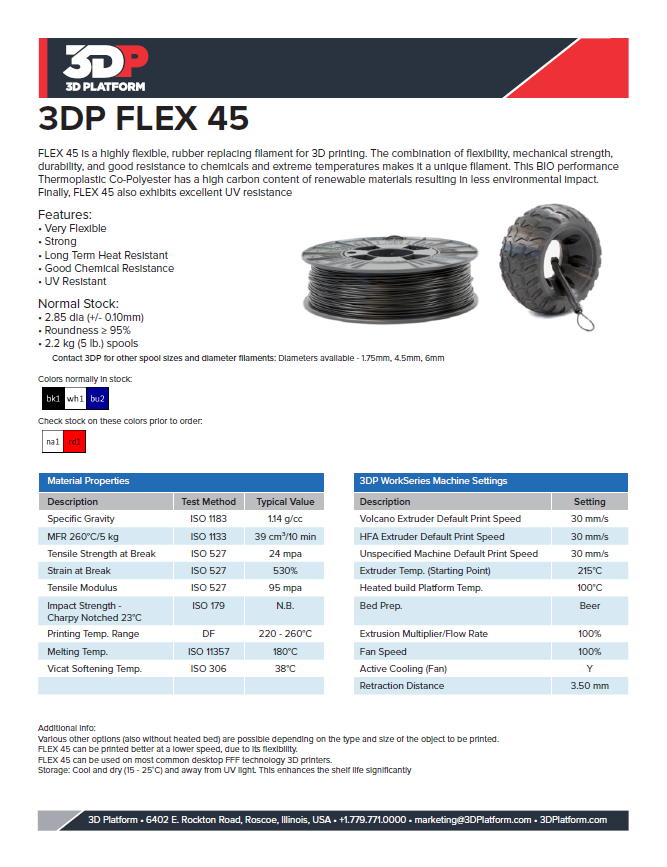 3DP
3D PLATFORM
3DP FLEX 45
FLEX 45 is a highly flexible, rubber replacing filament for 3D printing. The combination of flexibility, mechanical strength,
durability, and good resistance to chemicals and extreme temperatures makes it a unique filament. This BIO performance
Thermoplastic Co-Polyester has a high carbon content of renewable materials resulting in less environmental impact.
Finally, FLEX 45 also exhibits excellent UV resistance
Features:
• Very Flexible
• Strong
• Long Term Heat Resistant
• Good Chemical Resistance
• UV Resistant
Normal Stock:
• 2.85 dia (+/- 0.10mm)
• Roundness ≥ 95%
• 2.2 kg (5 lb.) spools
Contact 3DP for other spool sizes and diameter filaments: Diameters available - 1.75mm, 4.5mm, 6mm
Colors normally in stock:
bk1 wh1 bu2
Check stock on these colors prior to order:
na1 rd1
Material Properties
Description Test Method Typical Value
Specific Gravity ISO 1183 1.14 g/cc
MFR 260°C/5 kg ISO 1133 39 cm³/10 min
Tensile Strength at Break ISO 527 24 mpa
Strain at Break ISO 527 530%
Tensile Modulus ISO 527 95 mpa
Impact Strength - ISO 179 N.B.
Charpy Notched 23°C
Printing Temp. Range DF 220 - 260°C
Melting Temp. ISO 11357 180°C
Vicat Softening Temp. ISO 306 38°C
3DP WorkSeries Machine Settings
Description Setting
Volcano Extruder Default Print Speed 30 mm/s
HFA Extruder Default Print Speed 30 mm/s
Unspecified Machine Default Print Speed 30 mm/s
Extruder Temp. (Starting Point) 215°C
Heated build Platform Temp. 100°C
Bed Prep. Beer
Extrusion Multiplier/Flow Rate 100%
Fan Speed 100%
Active Cooling (Fan) Y
Retraction Distance 3.50 mm
Additional Info:
Various other options (also without heated bed) are possible depending on the type and size of the object to be printed.
FLEX 45 can be printed better at a lower speed, due to its flexibility.
FLEX 45 can be used on most common desktop FFF technology 3D printers.
Storage: Cool and dry (15 - 25°C) and away from UV light. This enhances the shelf life significantly
3D Platform • 6402 E. Rockton Road, Roscoe, Illinois, USA • +1.779.771.0000 • marketing@3DPlatform.com • 3DPlatform.com